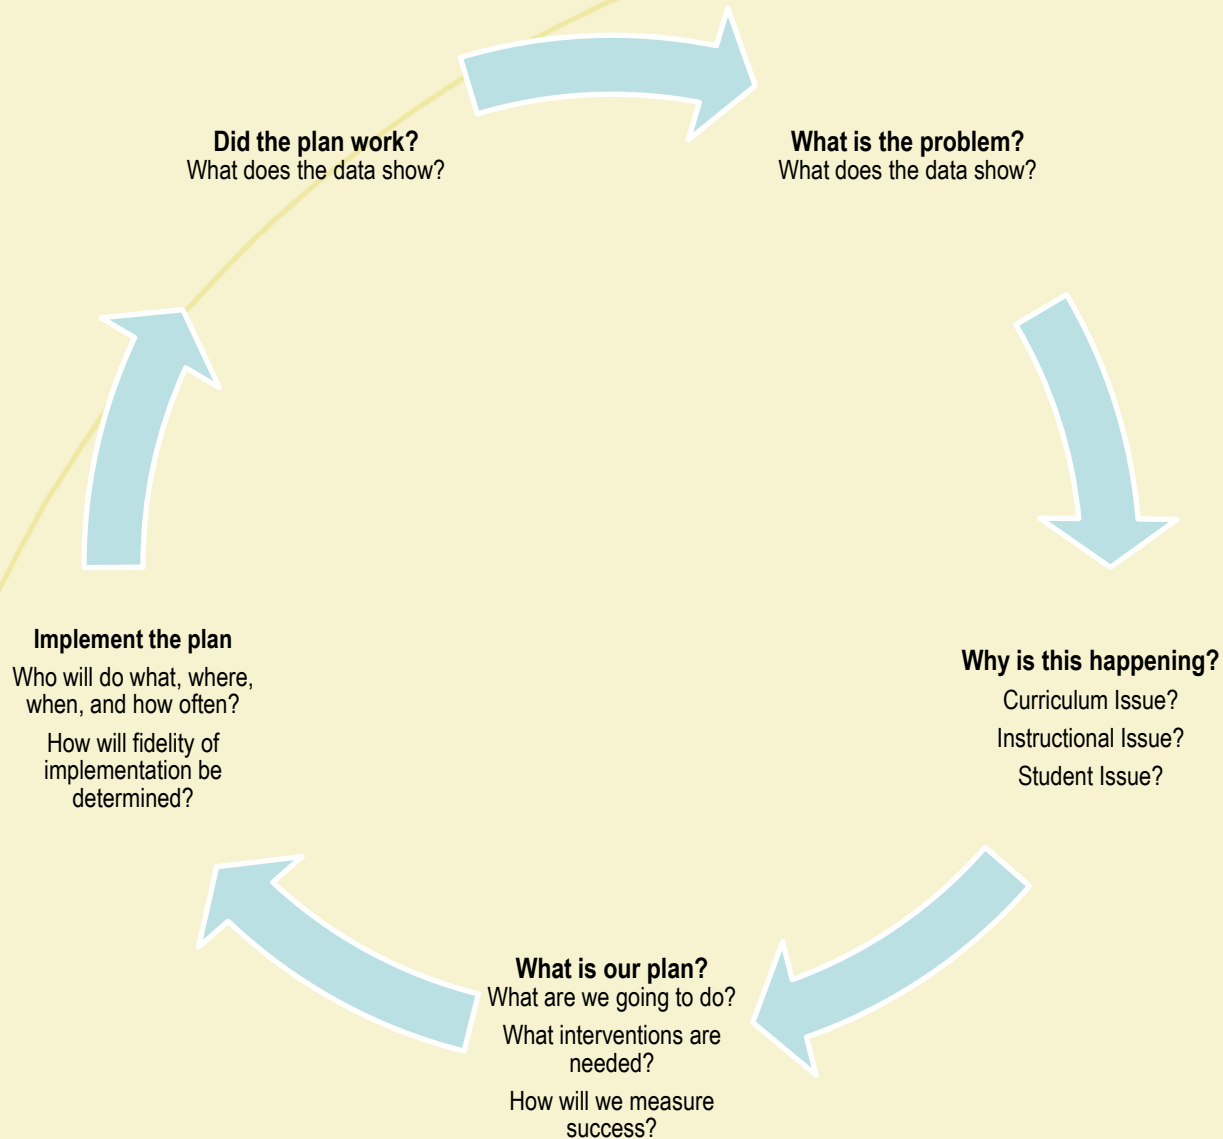 Did the plan work?
What does the data show?
What is the problem?
What does the data show?
Why is this happening?
Curriculum Issue?
Instructional Issue?
Student Issue?
What is our plan?
What are we going to do?
What interventions are
needed?
How will we measure
success?
Implement the plan
Who will do what, where,
when, and how often?
How will fidelity of
implementation be
determined?